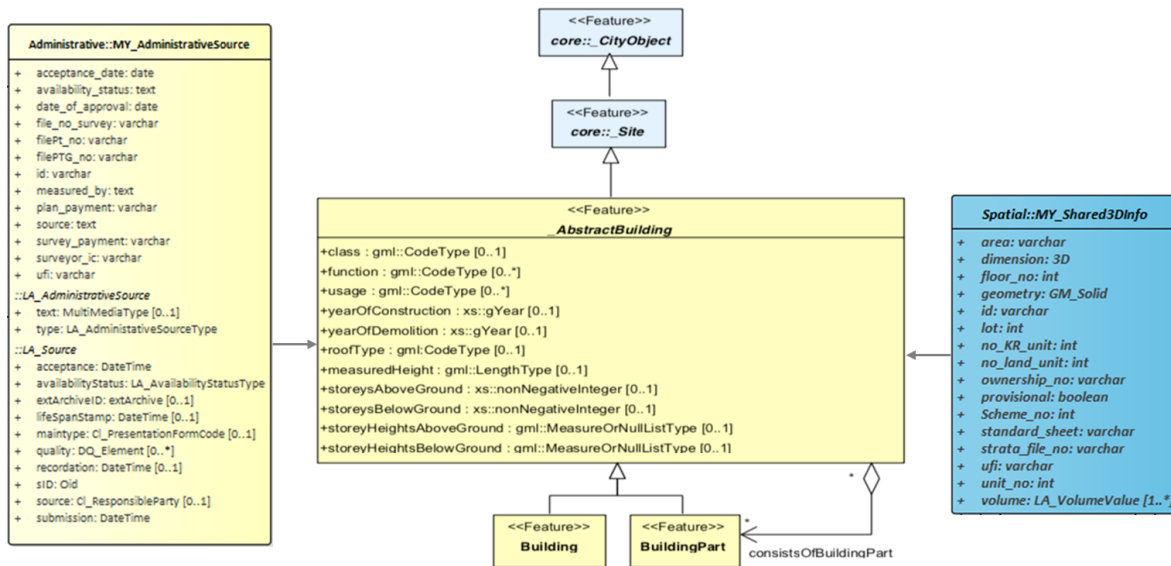 Administrative::MY_AdministrativeSource
+ acceptance_date: date
+ availability_status: text
+ date_of_approval: date
+ file_no_survey: varchar
+ filePt_no: varchar
+ filePTG_no: varchar
+ id: varchar
+ measured_by: text
+ plan_payment: varchar
+ source: text
+ survey_payment: varchar
+ surveyor_ic: varchar
+ ufi: varchar
::LA_AdministrativeSource
+ text: MultiMediaType [0..1]
+ type: LA_AdministativeSourceType
::LA_Source
+ acceptance: DateTime
+ availabilityStatus: LA_AvailabilityStatusType
+ extArchiveID: extArchive [0..1]
+ lifeSpanStamp: DateTime [0..1]
+ maintype: Cl_PresentationFormCode [0..1]
+ quality: DQ_Element [0..*]
+ recordation: DateTime [0..1]
+ sID: Oid
+ source: Cl_ResponsibleParty [0..1]
+ submission: DateTime
<<Feature>>
core::_CityObject
<<Feature>>
core::_Site
<<Feature>>
_AbstractBuilding
+class : gml::CodeType [0..1]
+function : gml::CodeType [0..*]
+usage : gml::CodeType [0..*]
+yearOfConstruction : xs::gYear [0..1]
+yearOfDemolition : xs::gYear [0..1]
+roofType : gml:CodeType [0..1]
+measuredHeight : gml::LengthType [0..1]
+storeysAboveGround : xs::nonNegativeInteger [0..1]
+storeysBelowGround : xs::nonNegativeInteger [0..1]
+storeyHeightsAboveGround : gml::MeasureOrNullListType [0..1]
+storeyHeightsBelowGround : gml::MeasureOrNullListType [0..1]
*
*
<<Feature>>
Building
<<Feature>>
BuildingPart
consistsOfBuildingPart
Spatial::MY_Shared3DInfo
+ area: varchar
+ dimension: 3D
+ floor_no: int
+ geometry: GM_Solid
+ id: varchar
+ lot: int
+ no_KR_unit: int
+ no_land_unit: int
+ ownership_no: varchar
+ provisional: boolean
+ Scheme_no: int
+ standard_sheet: varchar
+ strata_file_no: varchar
+ ufi: varchar
+ unit_no: int
+ volume: LA_VolumeValue [1..*]